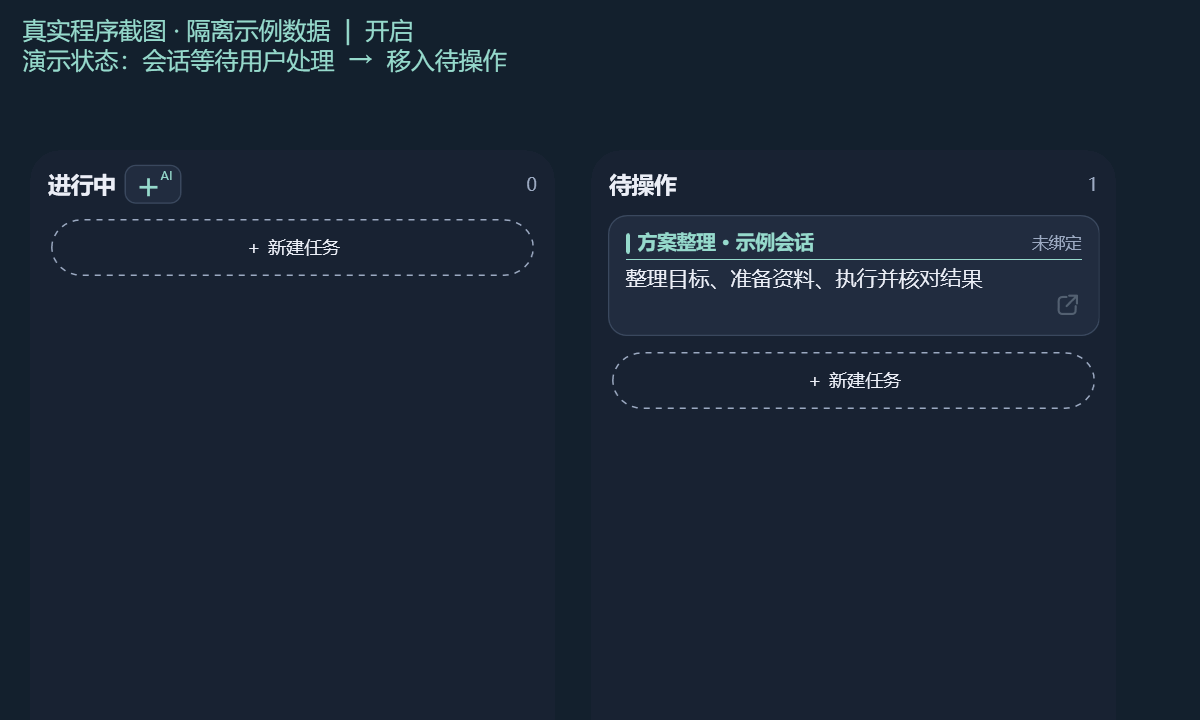 真实程序截图 · 隔离示例数据 | 开启
演示状态：会话等待用户处理 → 移入待操作
进行中 + AI 0
+ 新建任务
待操作 1
方案整理 · 示例会话 未绑定
整理目标、准备资料、执行并核对结果
+ 新建任务